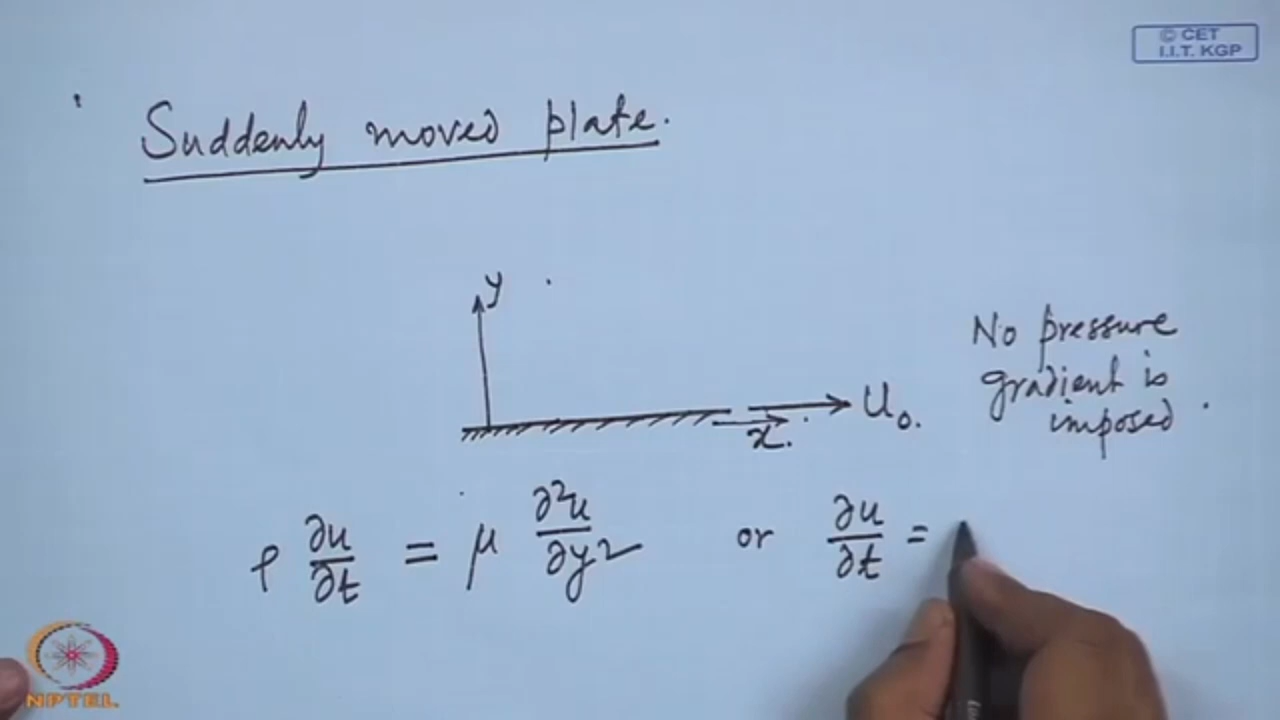 © CET
I.I.T. KGP
Suddenly moved plate.
y
U₀.
x.
No pressure
gradient is
imposed.
ρ ∂u/∂t = μ ∂²u/∂y² or ∂u/∂t =
NPTEL